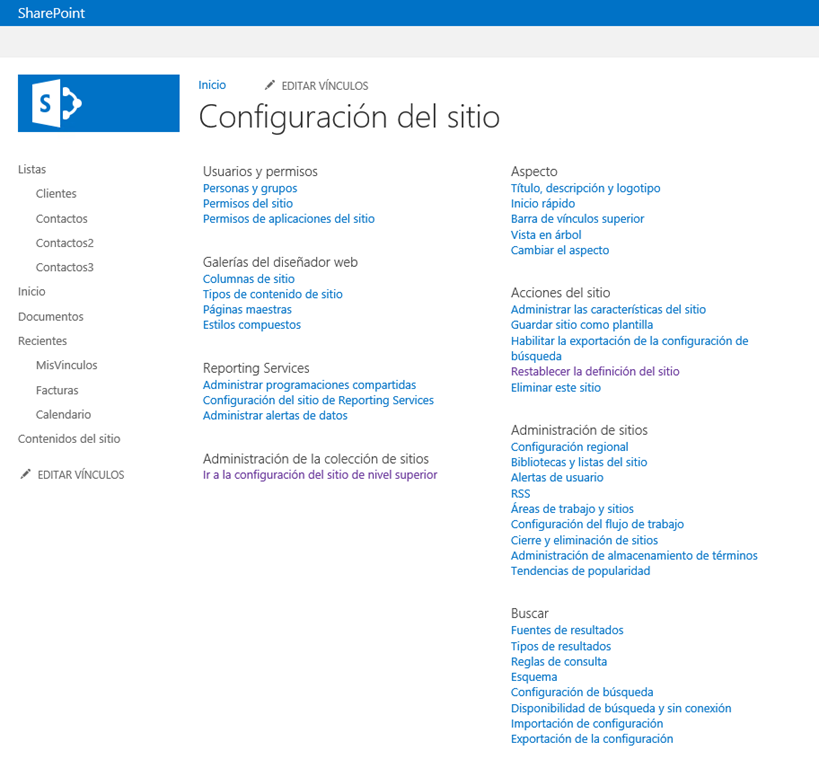 SharePoint
S
Inicio
EDITAR VÍNCULOS
Configuración del sitio
Listas
Clientes
Contactos
Contactos2
Contactos3
Inicio
Documentos
Recientes
MisVinculos
Facturas
Calendario
Contenidos del sitio
EDITAR VÍNCULOS
Usuarios y permisos
Personas y grupos
Permisos del sitio
Permisos de aplicaciones del sitio
Galerías del diseñador web
Columnas de sitio
Tipos de contenido de sitio
Páginas maestras
Estilos compuestos
Reporting Services
Administrar programaciones compartidas
Configuración del sitio de Reporting Services
Administrar alertas de datos
Administración de la colección de sitios
Ir a la configuración del sitio de nivel superior
Aspecto
Título, descripción y logotipo
Inicio rápido
Barra de vínculos superior
Vista en árbol
Cambiar el aspecto
Acciones del sitio
Administrar las características del sitio
Guardar sitio como plantilla
Habilitar la exportación de la configuración de
búsqueda
Restablecer la definición del sitio
Eliminar este sitio
Administración de sitios
Configuración regional
Bibliotecas y listas del sitio
Alertas de usuario
RSS
Áreas de trabajo y sitios
Configuración del flujo de trabajo
Cierre y eliminación de sitios
Administración de almacenamiento de términos
Tendencias de popularidad
Buscar
Fuentes de resultados
Tipos de resultados
Reglas de consulta
Esquema
Configuración de búsqueda
Disponibilidad de búsqueda y sin conexión
Importación de configuración
Exportación de la configuración